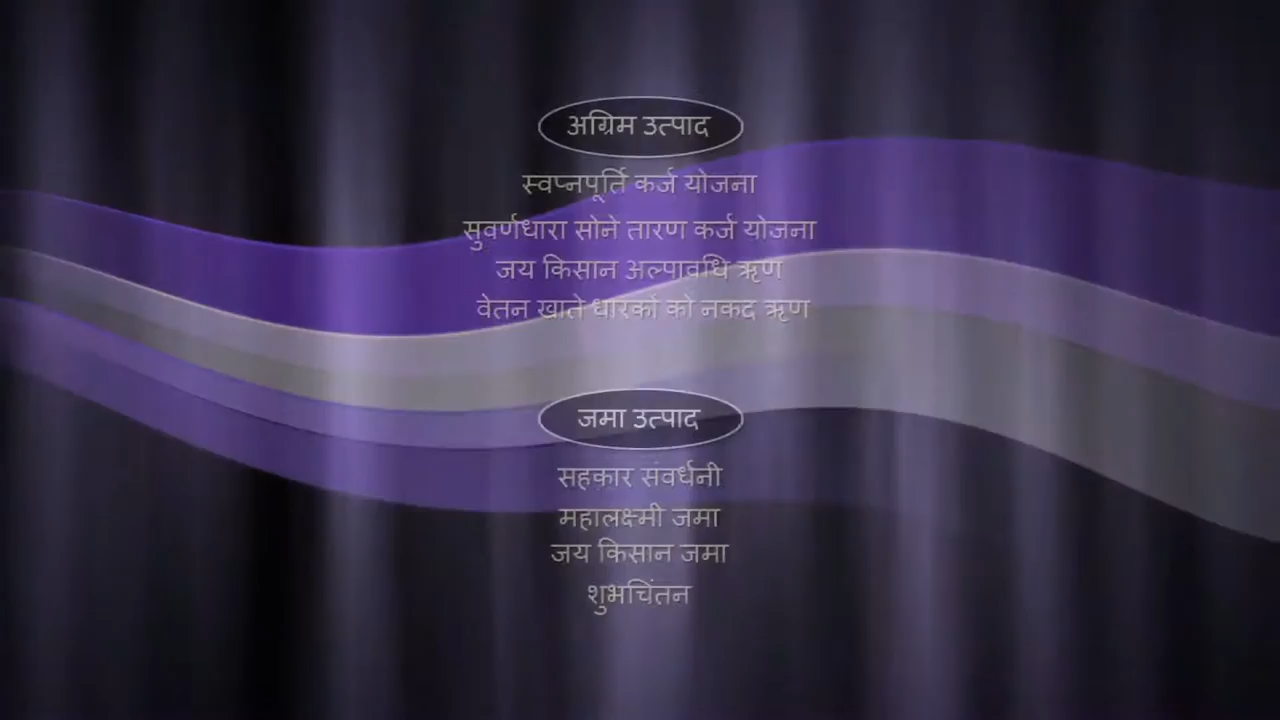 अग्रिम उत्पाद
स्वप्नपूर्ति कर्ज योजना
सुवर्णधारा सोने तारण कर्ज योजना
जय किसान अल्पावधि ऋण
वेतन खाते धारकों को नकद ऋण
जमा उत्पाद
सहकार संवर्धनी
महालक्ष्मी जमा
जय किसान जमा
शुभचिंतन